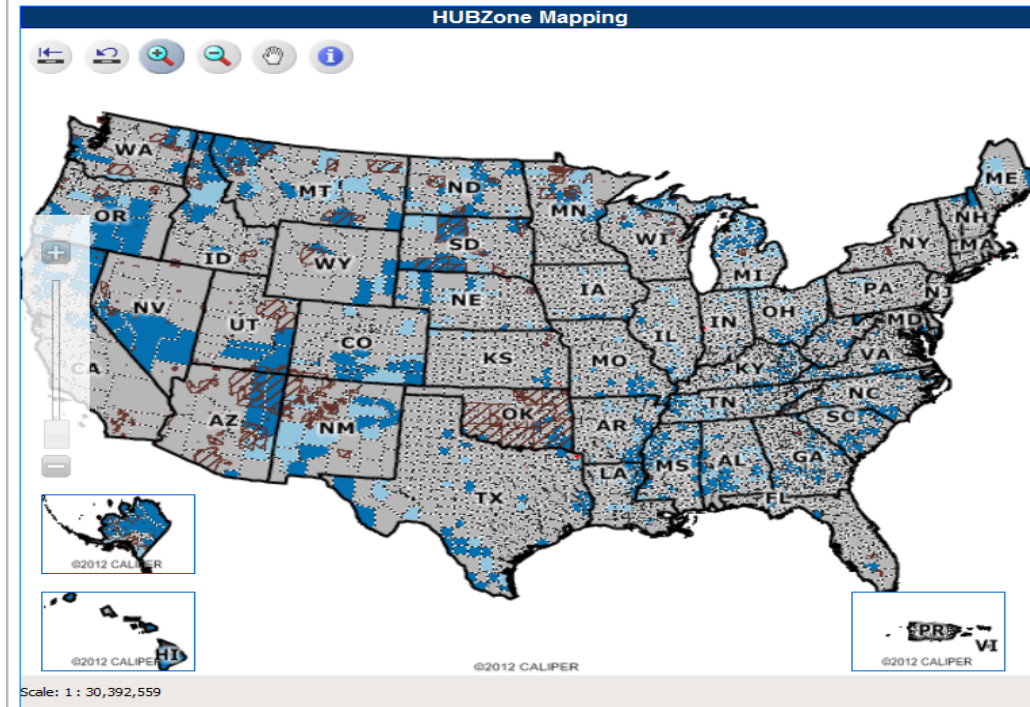 HUBZone Mapping
WA
MT
ND
MN
ME
OR
ID
WY
SD
WI
MI
NY
NH
MA
NV
UT
CO
NE
IA
IL
IN
OH
PA
NJ
MD
CA
KS
MO
KY
VA
AZ
NM
OK
AR
TN
NC
SC
TX
LA
MS
AL
GA
FL
©2012 CALIPER
HI
©2012 CALIPER
©2012 CALIPER
PR
VI
©2012 CALIPER
Scale: 1 : 30,392,559